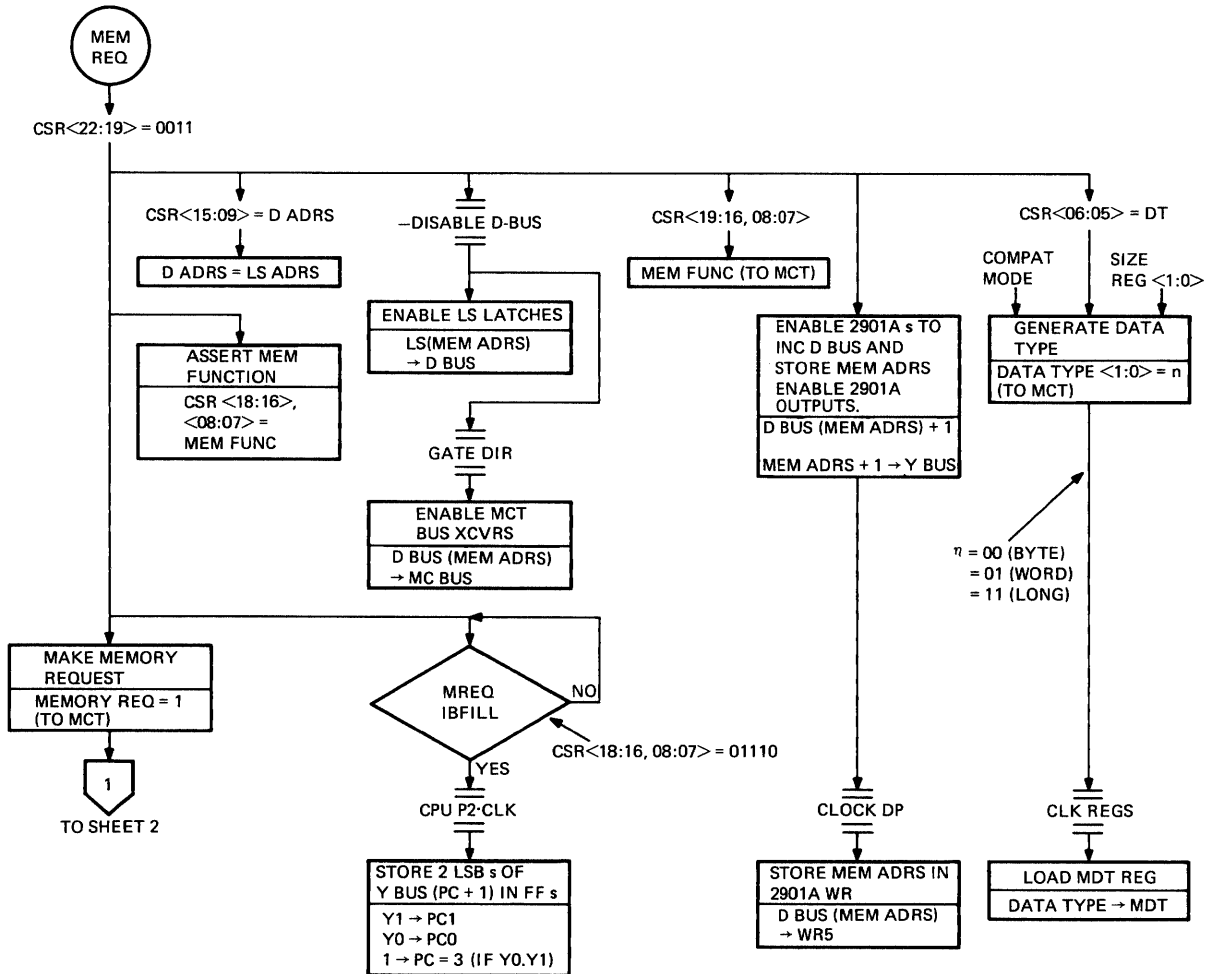 MEM
REQ
CSR<22:19> = 0011
CSR<15:09> = D ADRS
D ADRS = LS ADRS
ASSERT MEM
FUNCTION
CSR <18:16>,
<08:07> =
MEM FUNC
–DISABLE D-BUS
ENABLE LS LATCHES
LS(MEM ADRS)
→ D BUS
GATE DIR
ENABLE MCT
BUS XCVRS
D BUS (MEM ADRS)
→ MC BUS
CSR<19:16, 08:07>
MEM FUNC (TO MCT)
ENABLE 2901A s TO
INC D BUS AND
STORE MEM ADRS
ENABLE 2901A
OUTPUTS.
D BUS (MEM ADRS) + 1
MEM ADRS + 1 → Y BUS
CSR<06:05> = DT
COMPAT
MODE
SIZE
REG <1:0>
GENERATE DATA
TYPE
DATA TYPE <1:0> = n
(TO MCT)
η = 00 (BYTE)
= 01 (WORD)
= 11 (LONG)
MAKE MEMORY
REQUEST
MEMORY REQ = 1
(TO MCT)
1
TO SHEET 2
MREQ
IBFILL
NO
CSR<18:16, 08:07> = 01110
YES
CPU P2·CLK
STORE 2 LSB s OF
Y BUS (PC + 1) IN FF s
Y1 → PC1
Y0 → PC0
1 → PC = 3 (IF Y0.Y1)
CLOCK DP
STORE MEM ADRS IN
2901A WR
D BUS (MEM ADRS)
→ WR5
CLK REGS
LOAD MDT REG
DATA TYPE → MDT